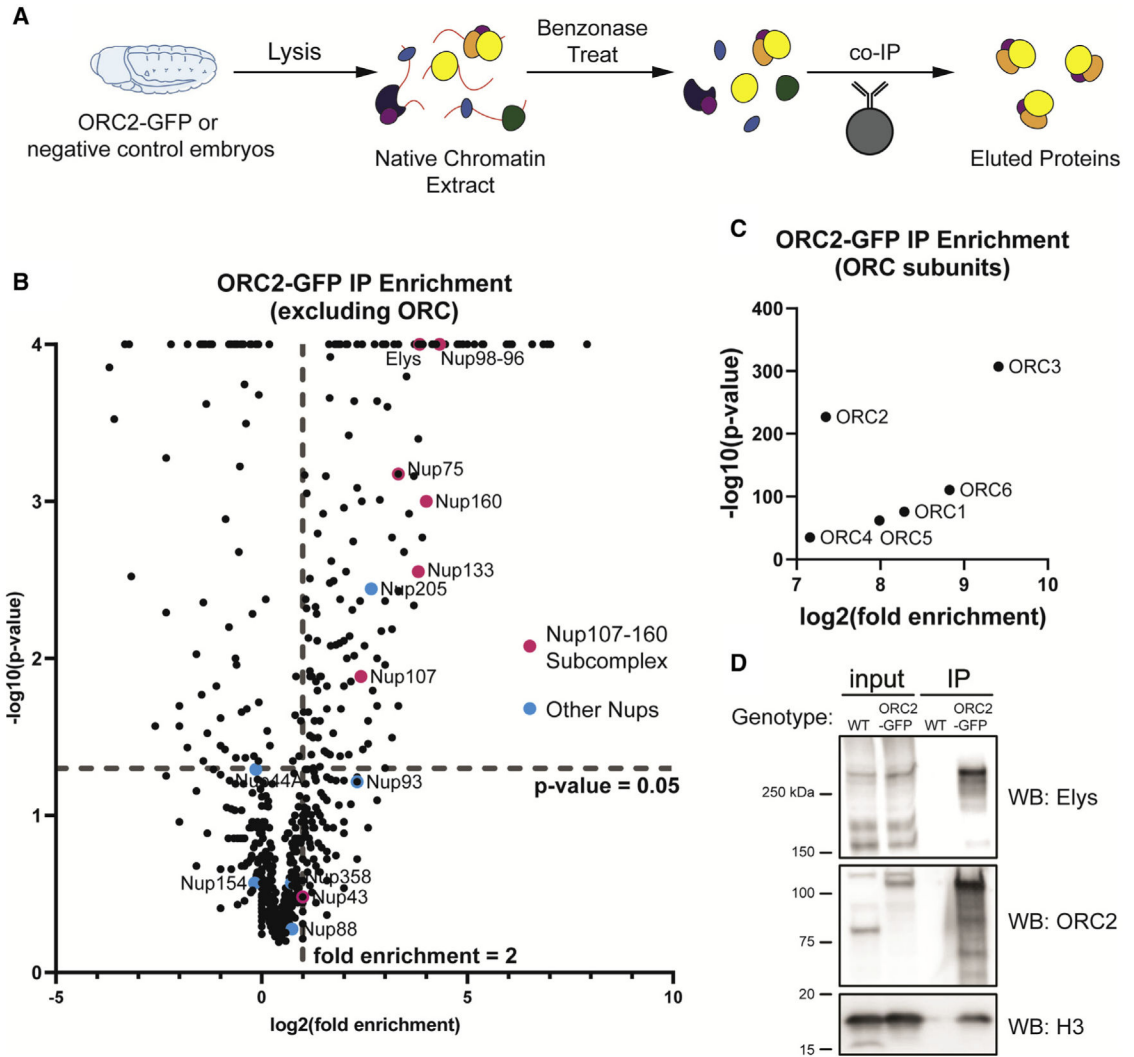 A
ORC2-GFP or
negative control embryos
Lysis
Native Chromatin
Extract
Benzonase
Treat
co-IP
Eluted Proteins
B
ORC2-GFP IP Enrichment
(excluding ORC)
-log10(p-value)
4
3
2
1
0
-5
0
5
10
log2(fold enrichment)
Elys
Nup98-96
Nup75
Nup160
Nup133
Nup205
Nup107
Nup44A
Nup93
p-value = 0.05
Nup154
Nup358
Nup43
Nup88
fold enrichment = 2
Nup107-160
Subcomplex
Other Nups
C
ORC2-GFP IP Enrichment
(ORC subunits)
-log10(p-value)
400
300
200
100
0
7
8
9
10
log2(fold enrichment)
ORC3
ORC2
ORC6
ORC1
ORC4
ORC5
D
input
IP
Genotype:
WT
ORC2
-GFP
WT
ORC2
-GFP
250 kDa
150
WB: Elys
100
75
WB: ORC2
20
15
WB: H3